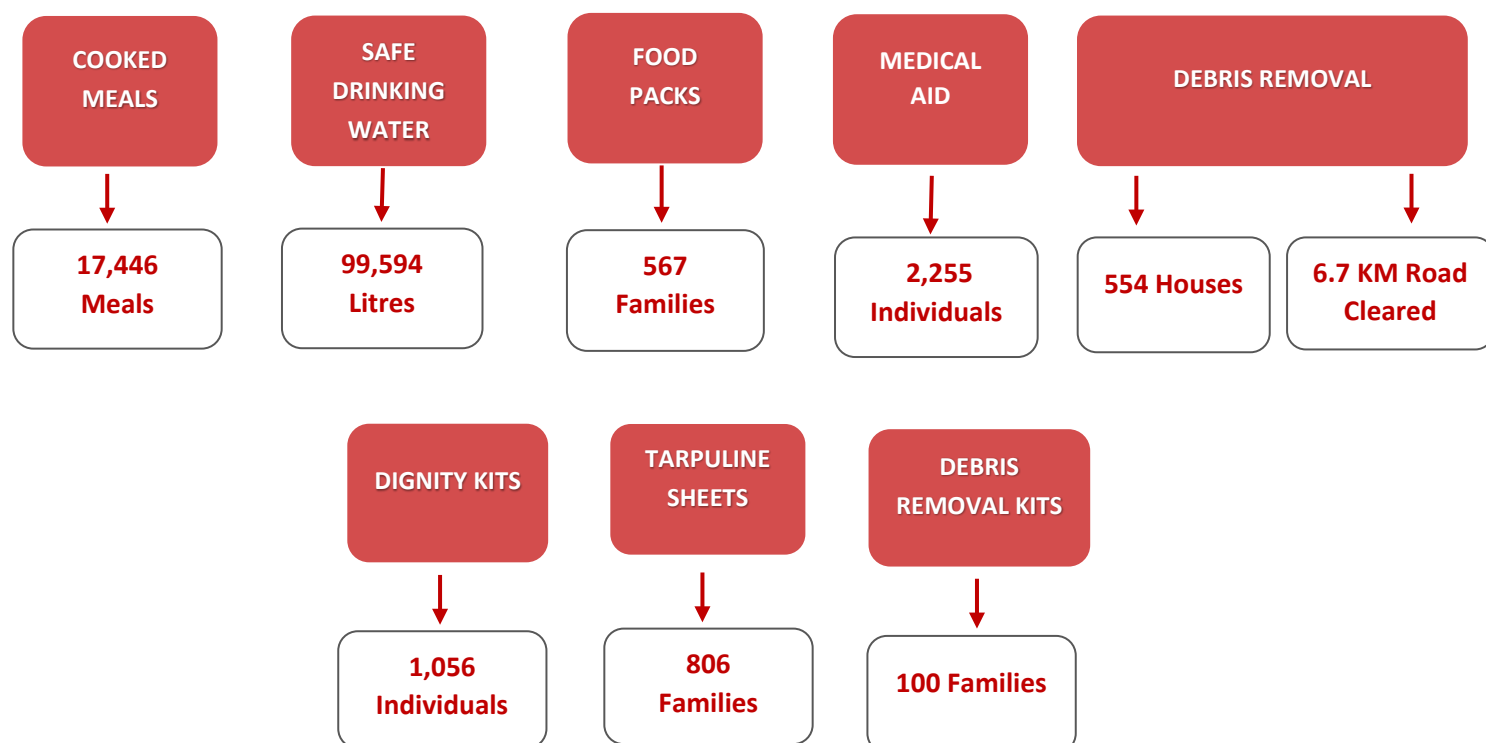 COOKED
MEALS
SAFE
DRINKING
WATER
FOOD
PACKS
MEDICAL
AID
DEBRIS REMOVAL
17,446
Meals
99,594
Litres
567
Families
2,255
Individuals
554 Houses
6.7 KM Road
Cleared
DIGNITY KITS
TARPULINE
SHEETS
DEBRIS
REMOVAL KITS
1,056
Individuals
806
Families
100 Families